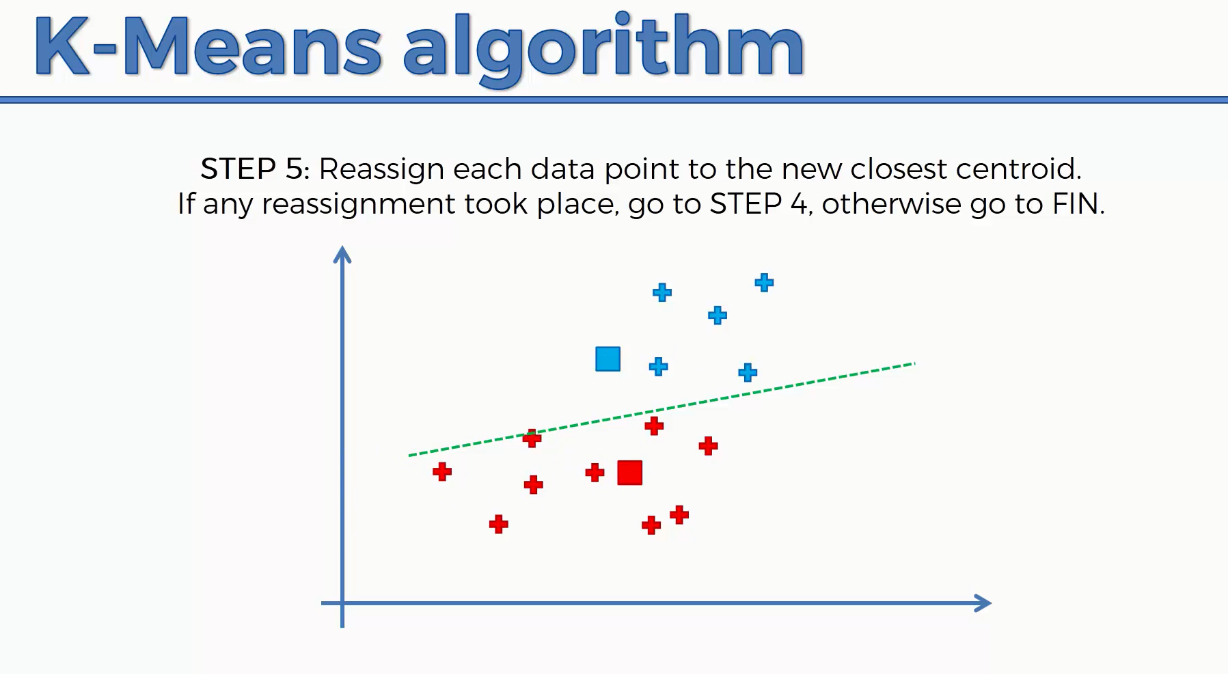 K-Means algorithm
STEP 5: Reassign each data point to the new closest centroid.
If any reassignment took place, go to STEP 4, otherwise go to FIN.